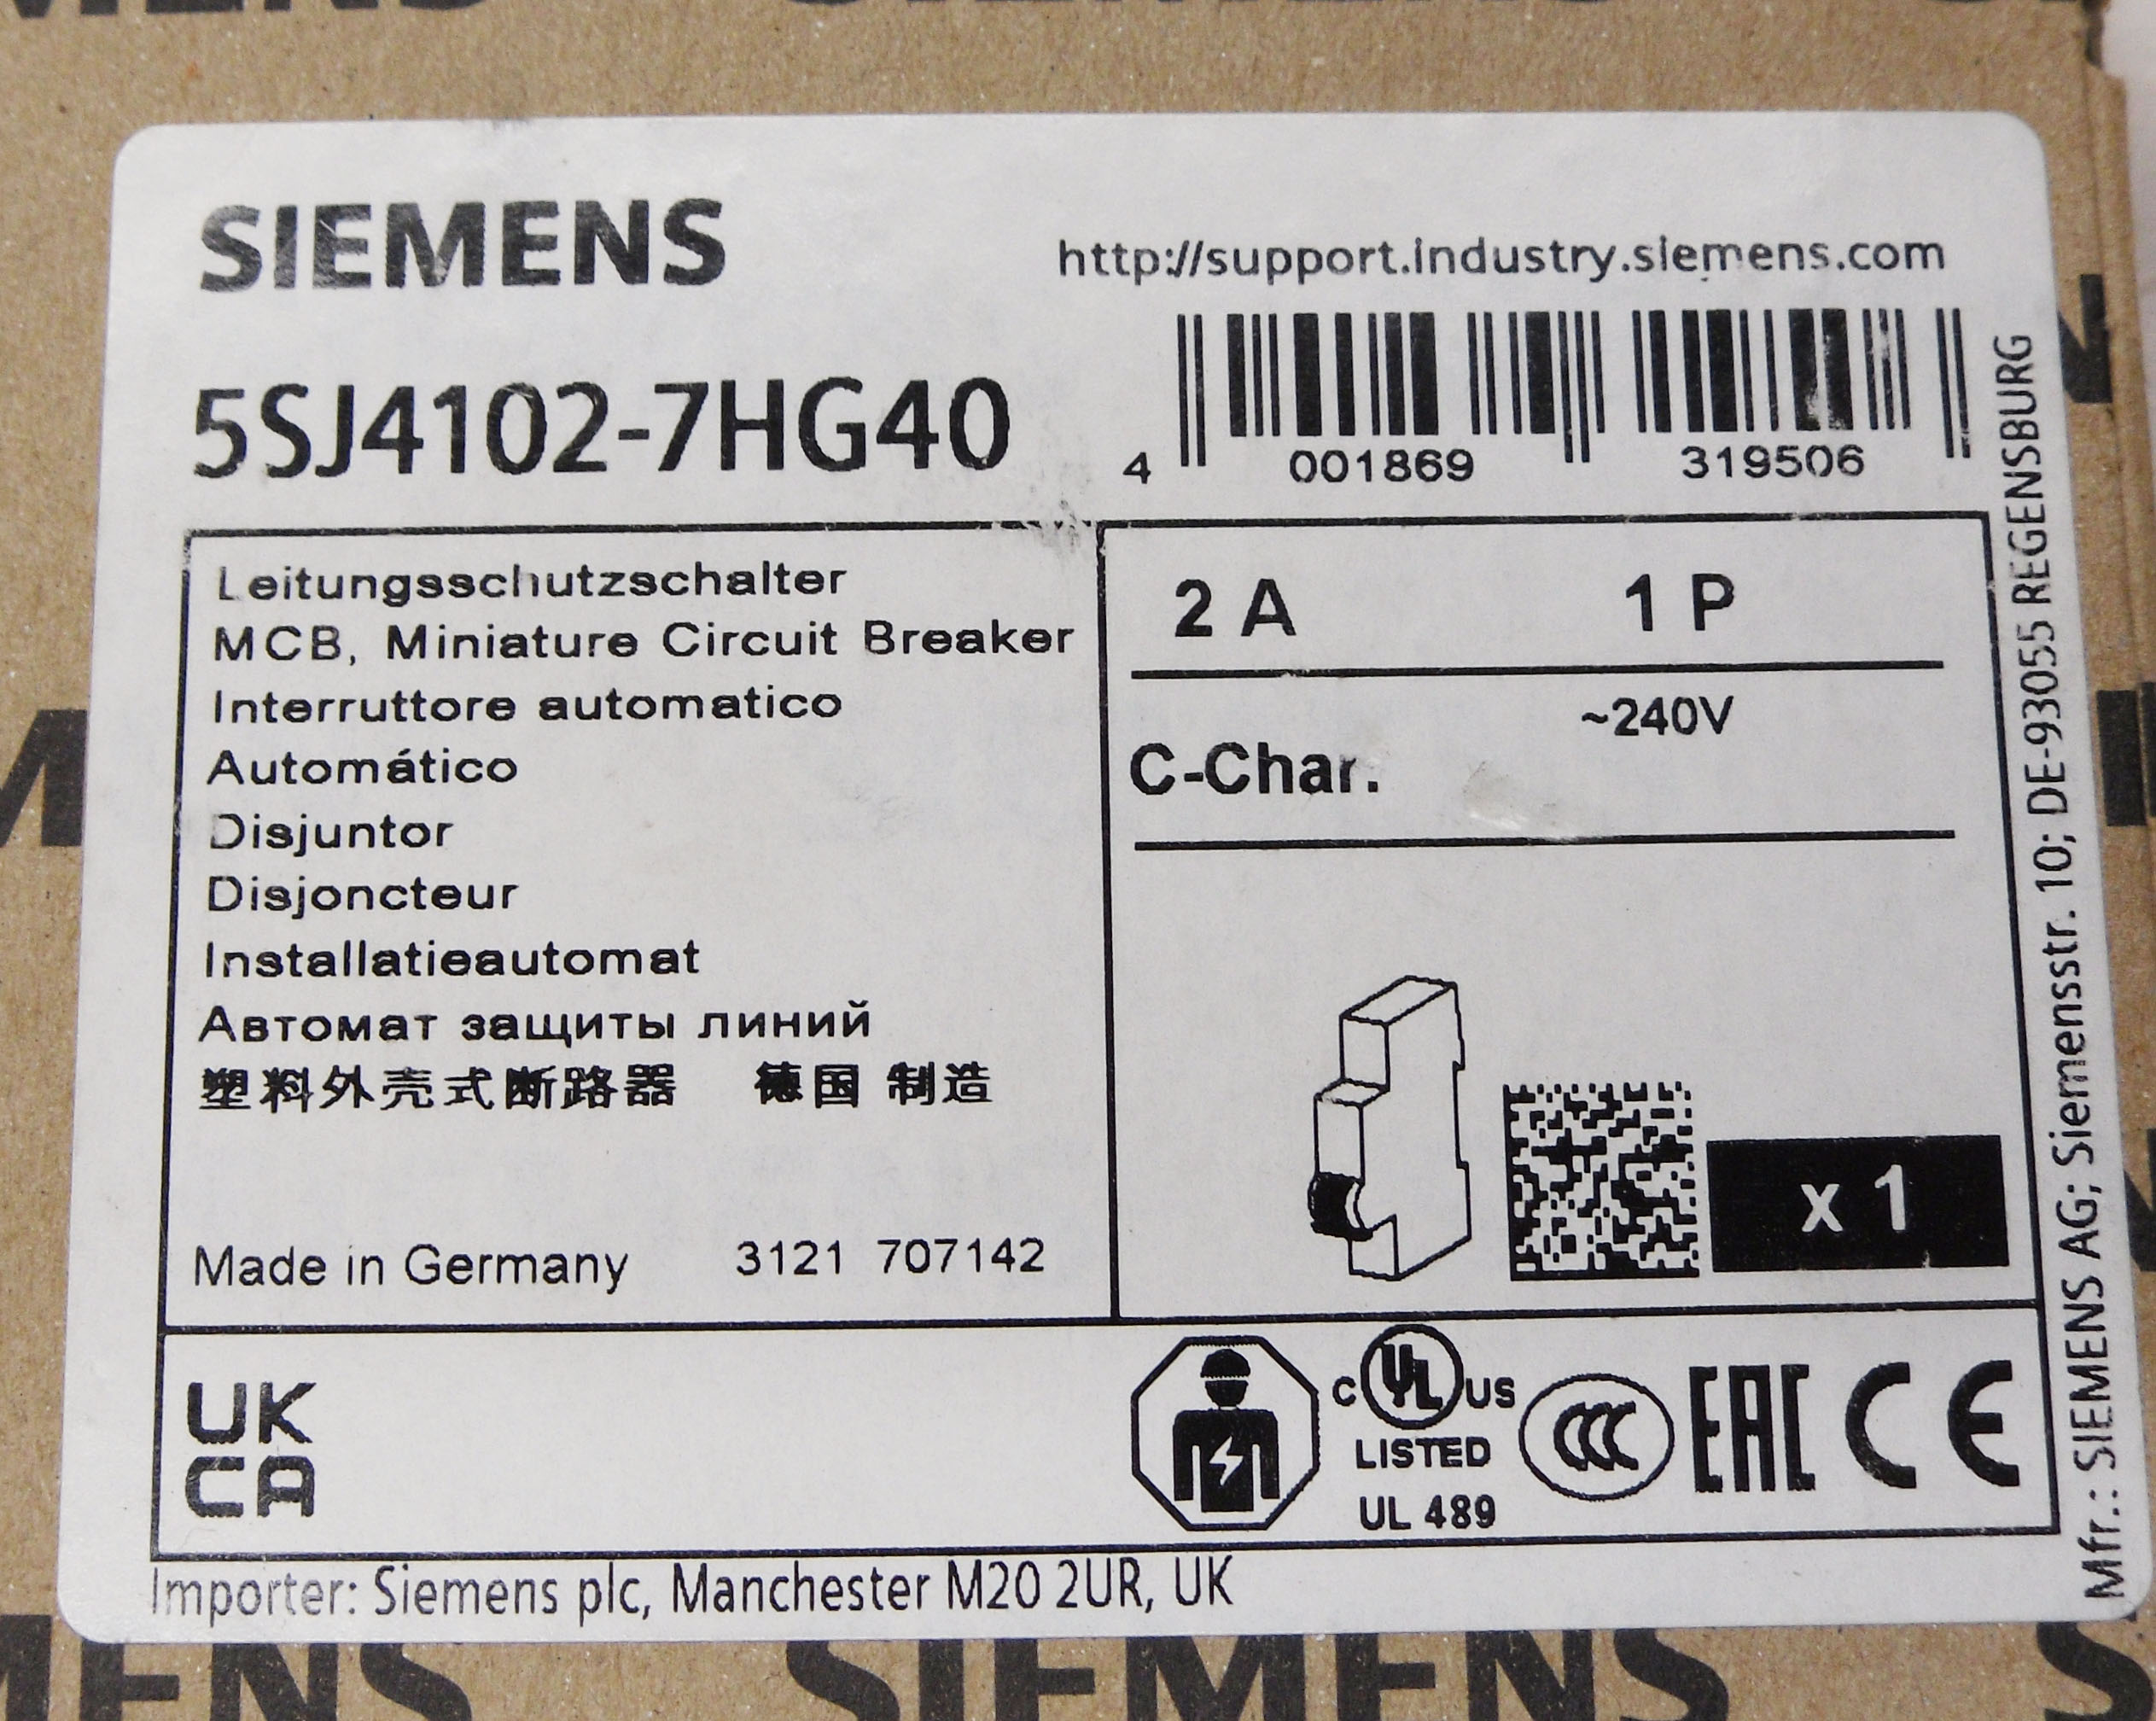 SIEMENS
http://support.industry.siemens.com
5SJ4102-7HG40
4 001869 319506
Leitungsschutzschalter
MCB, Miniature Circuit Breaker
Interruttore automatico
Automático
Disjuntor
Disjoncteur
Installatieautomat
Автомат защиты линий
塑料外壳式断路器 德国 制造
Made in Germany 3121 707142
2 A 1 P
~240V
C-Char.
x 1
UK
CA
C UL US
LISTED
UL 489
CCC
EAC
CE
Importer: Siemens plc, Manchester M20 2UR, UK
Mfr.: SIEMENS AG; Siemensstr. 10; DE-93055 REGENSBURG
SIEMENS